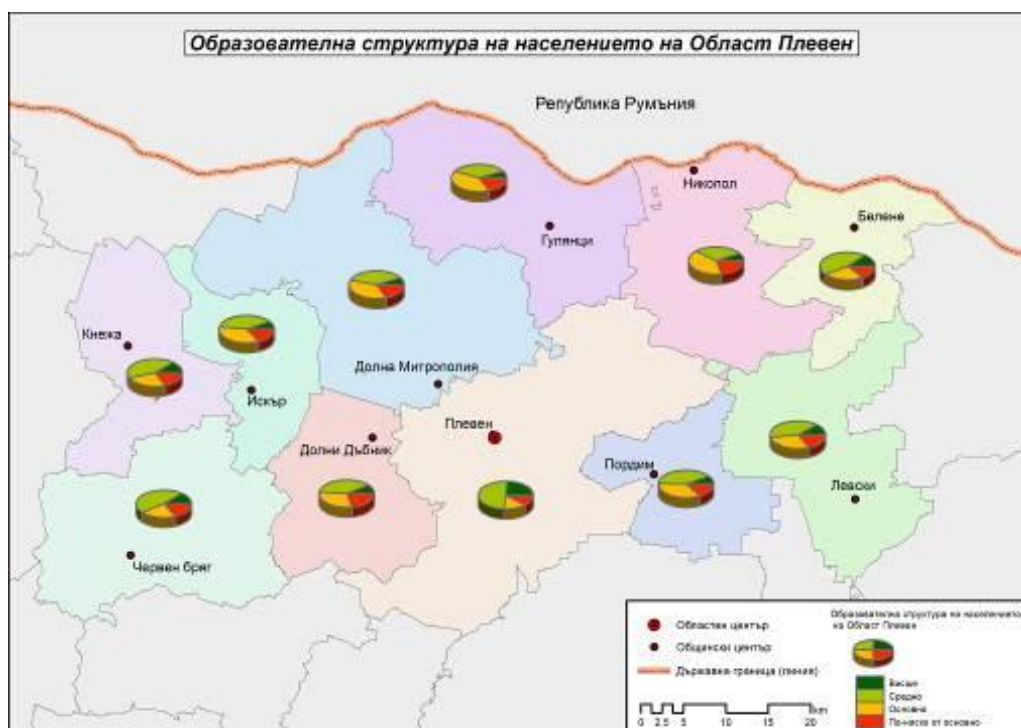 Образователна структура на населението на Област Плевен
Република Румъния
Никопол
Белене
Гулянци
Кнежа
Долна Митрополия
Искър
Плевен
Долни Дъбник
Пордим
Левски
Червен бряг
Образователна структура на населението
на Област Плевен
Областен център
Общински център
Държавна граница (линия)
Висше
Средно
Основно
По-ниско от основно
km
0 2.5 5 10 15 20